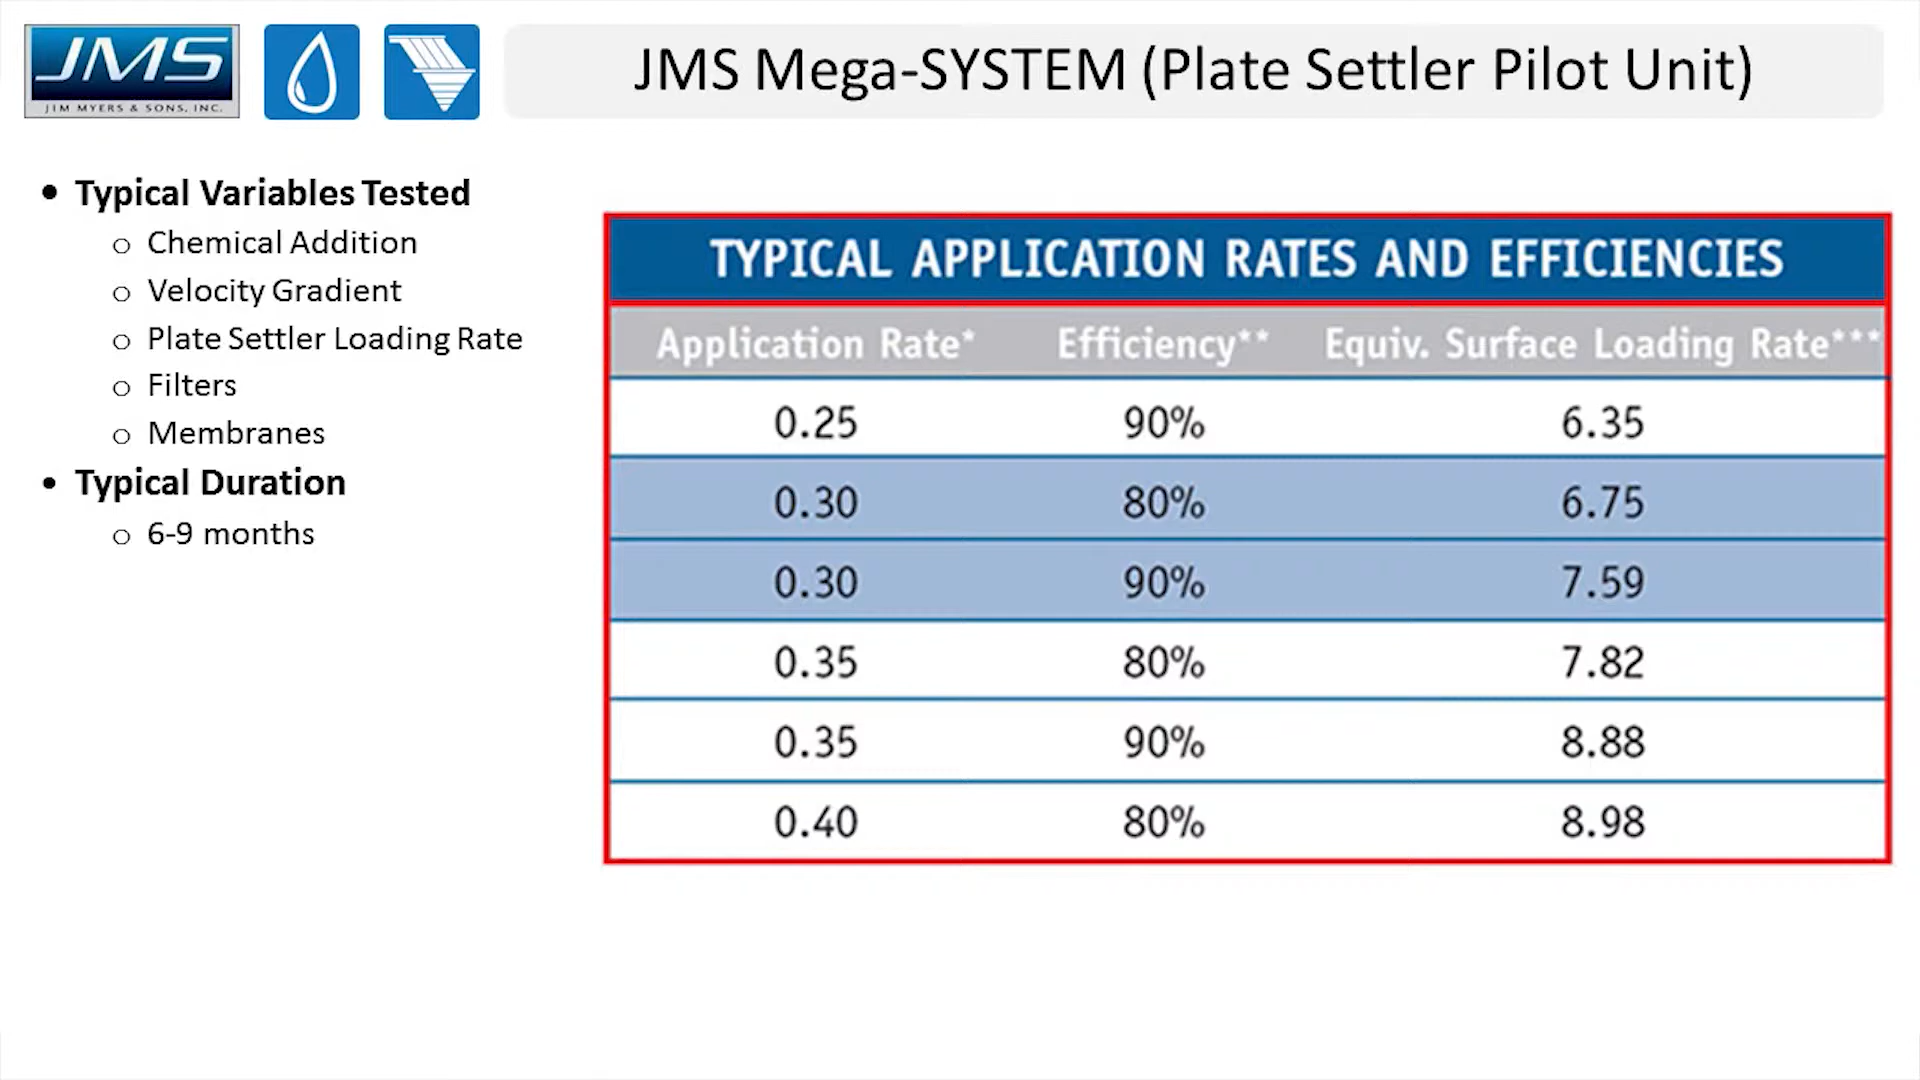 JMS
JIM MYERS & SONS, INC.
JMS Mega-SYSTEM (Plate Settler Pilot Unit)
• Typical Variables Tested
o Chemical Addition
o Velocity Gradient
o Plate Settler Loading Rate
o Filters
o Membranes
• Typical Duration
o 6-9 months
TYPICAL APPLICATION RATES AND EFFICIENCIES
Application Rate* Efficiency** Equiv. Surface Loading Rate***
0.25 90% 6.35
0.30 80% 6.75
0.30 90% 7.59
0.35 80% 7.82
0.35 90% 8.88
0.40 80% 8.98